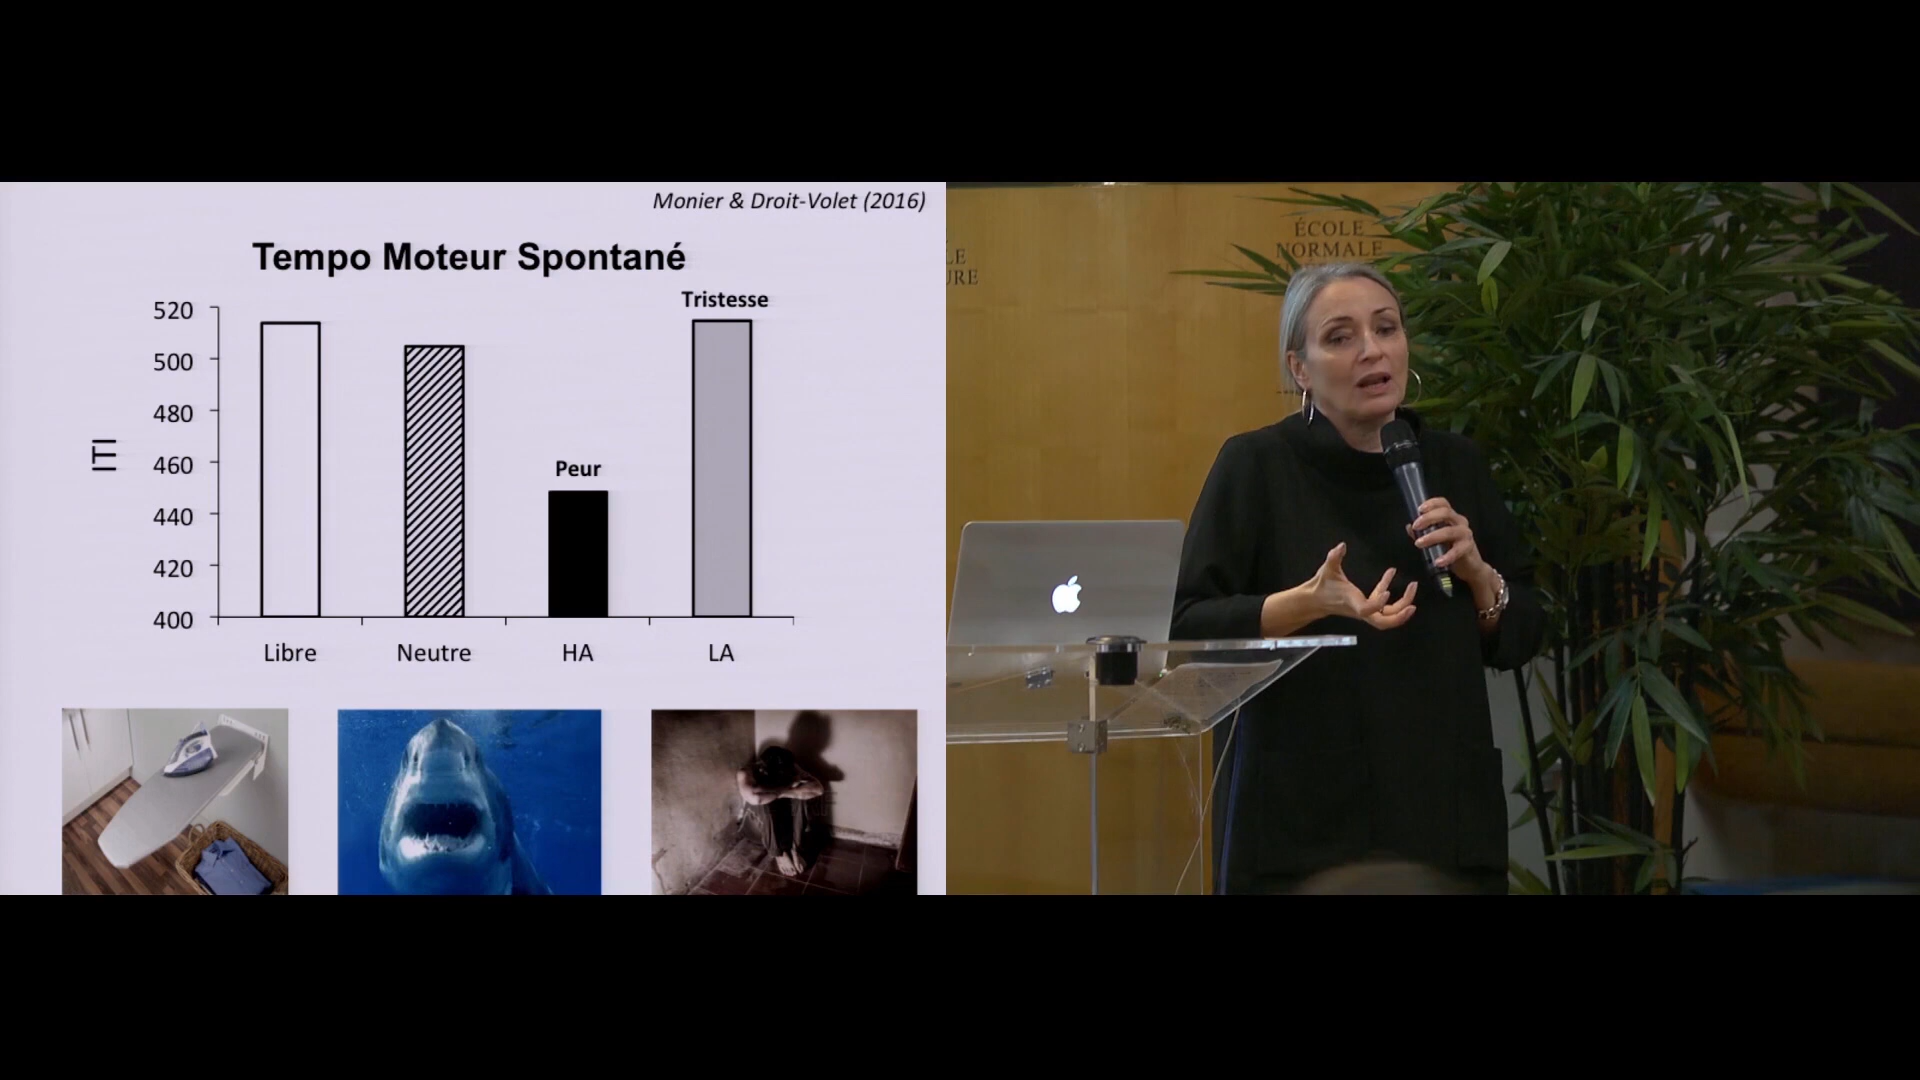 Monier & Droit-Volet (2016)
Tempo Moteur Spontané
520
500
480
460
440
420
400
ITI
Tristesse
Peur
Libre
Neutre
HA
LA
ÉCOLE
NORMALE